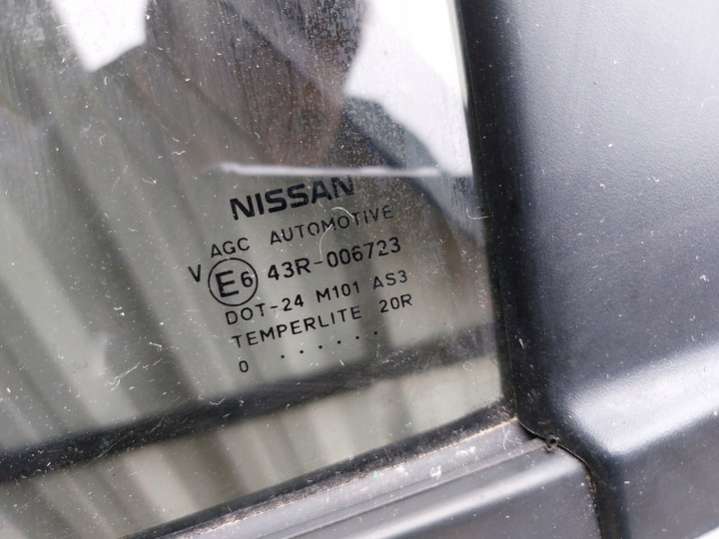 NISSAN
AGC AUTOMOTIVE
V E6 43R-006723
DOT-24 M101 AS3
TEMPERLITE 20R
0 ......